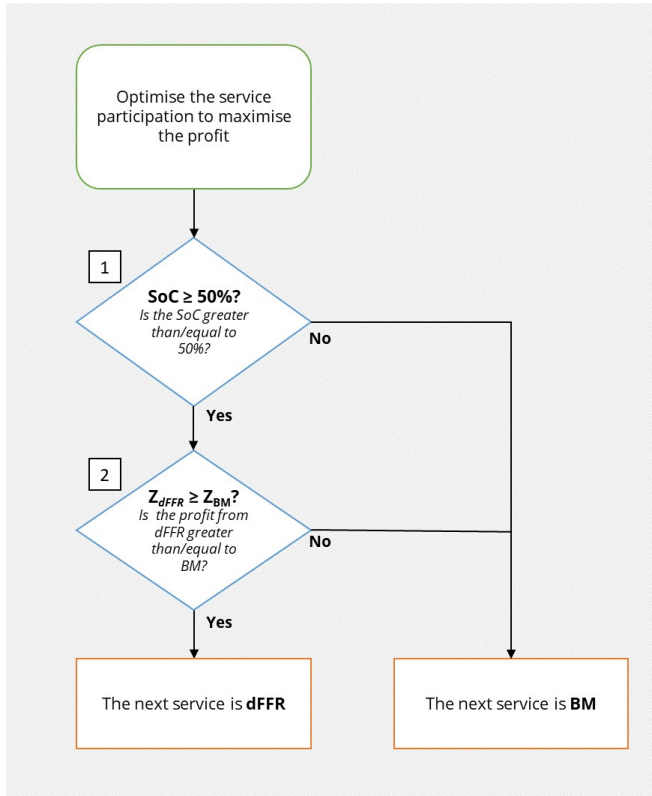 Optimise the service
participation to maximise
the profit
1
SoC ≥ 50%?
Is the SoC greater
than/equal to
50%?
No
Yes
2
Z_dFFR ≥ Z_BM?
Is the profit from
dFFR greater
than/equal to
BM?
No
Yes
The next service is dFFR
The next service is BM